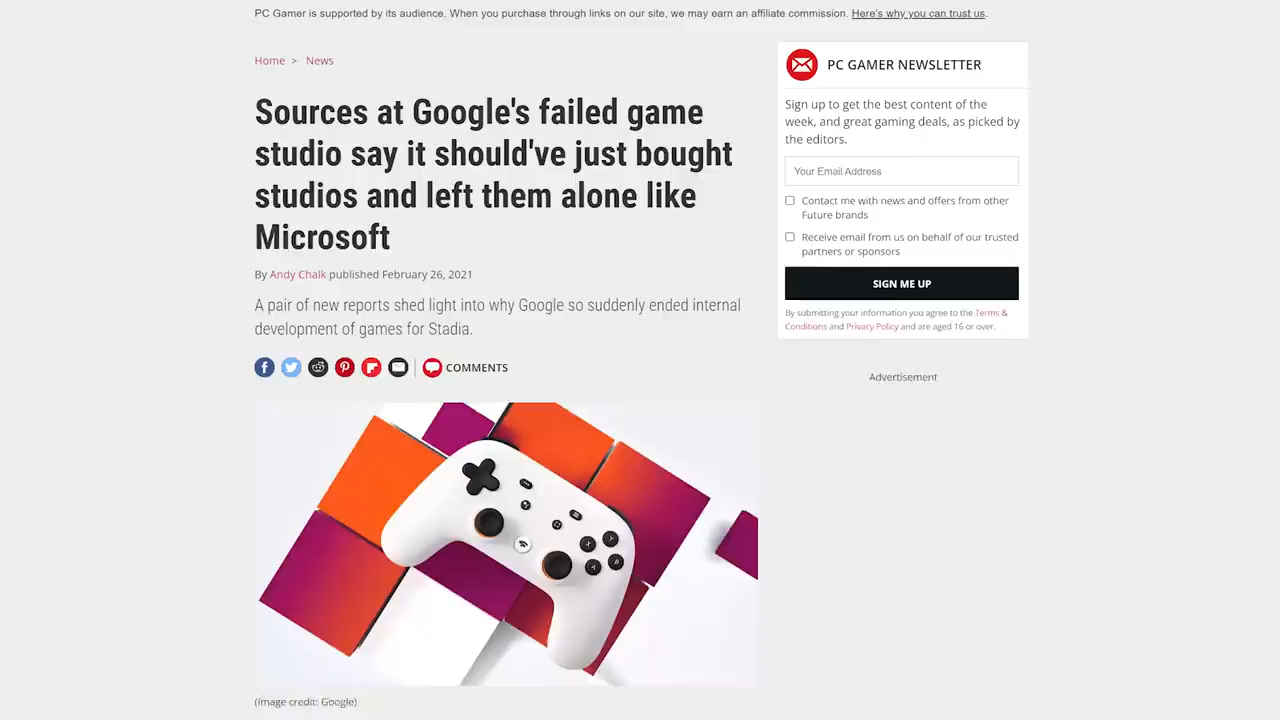 PC Gamer is supported by its audience. When you purchase through links on our site, we may earn an affiliate commission. Here's why you can trust us.
Home > News
Sources at Google's failed game
studio say it should've just bought
studios and left them alone like
Microsoft
By Andy Chalk published February 26, 2021
A pair of new reports shed light into why Google so suddenly ended internal
development of games for Stadia.
COMMENTS
(Image credit: Google)
PC GAMER NEWSLETTER
Sign up to get the best content of the
week, and great gaming deals, as picked by
the editors.
Your Email Address
Contact me with news and offers from other
Future brands
Receive email from us on behalf of our trusted
partners or sponsors
SIGN ME UP
By submitting your information you agree to the Terms &
Conditions and Privacy Policy and are aged 16 or over.
Advertisement